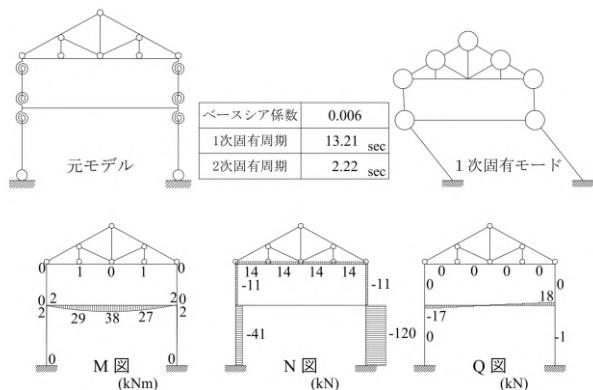 元モデル
ベースシア係数 0.006
1次固有周期 13.21 sec
2次固有周期 2.22 sec
1次固有モード
0 1 0 1 0
0 2 2 0
2 29 38 27 2
0 0
M 図
(kNm)
14 14 14 14
-11 -11
-41 -120
N 図
(kN)
0 0 0 0
0 0
-17 18
0 -1
Q 図
(kN)